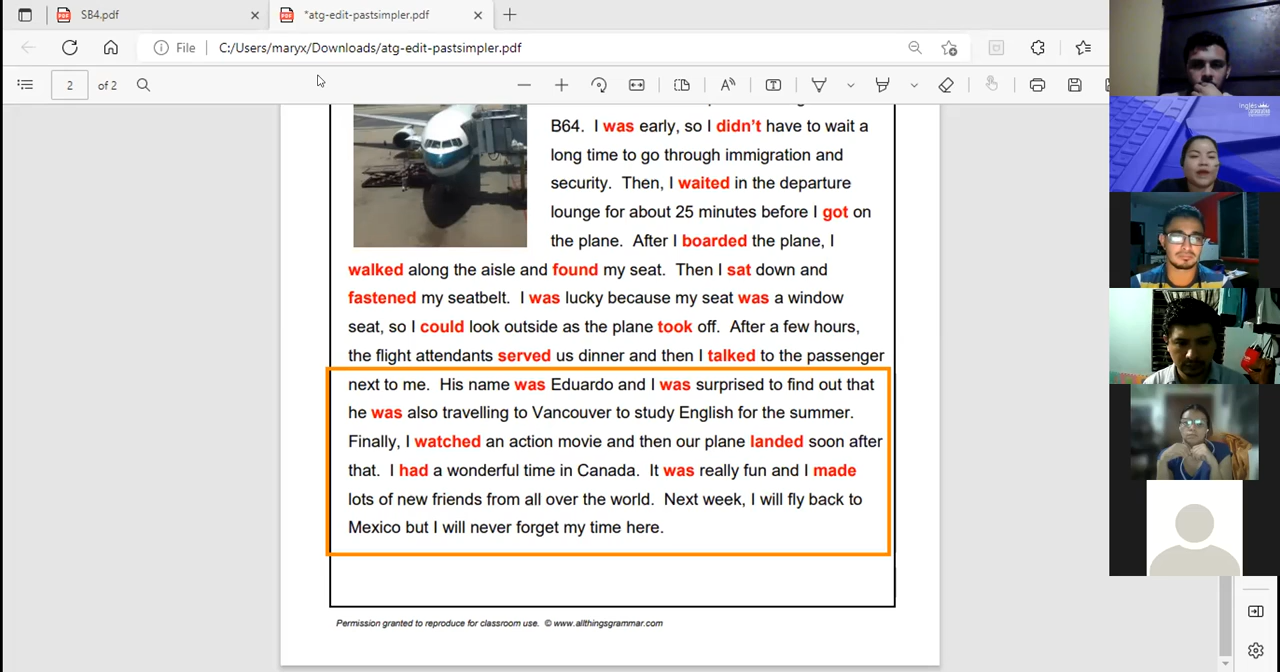 SB4.pdf
*atg-edit-pastsimpler.pdf
File
C:/Users/maryx/Downloads/atg-edit-pastsimpler.pdf
2
of 2
B64. I was early, so I didn't have to wait a
long time to go through immigration and
security. Then, I waited in the departure
lounge for about 25 minutes before I got on
the plane. After I boarded the plane, I
walked along the aisle and found my seat. Then I sat down and
fastened my seatbelt. I was lucky because my seat was a window
seat, so I could look outside as the plane took off. After a few hours,
the flight attendants served us dinner and then I talked to the passenger
next to me. His name was Eduardo and I was surprised to find out that
he was also travelling to Vancouver to study English for the summer.
Finally, I watched an action movie and then our plane landed soon after
that. I had a wonderful time in Canada. It was really fun and I made
lots of new friends from all over the world. Next week, I will fly back to
Mexico but I will never forget my time here.
Permission granted to reproduce for classroom use. © www.allthingsgrammar.com
Inglés